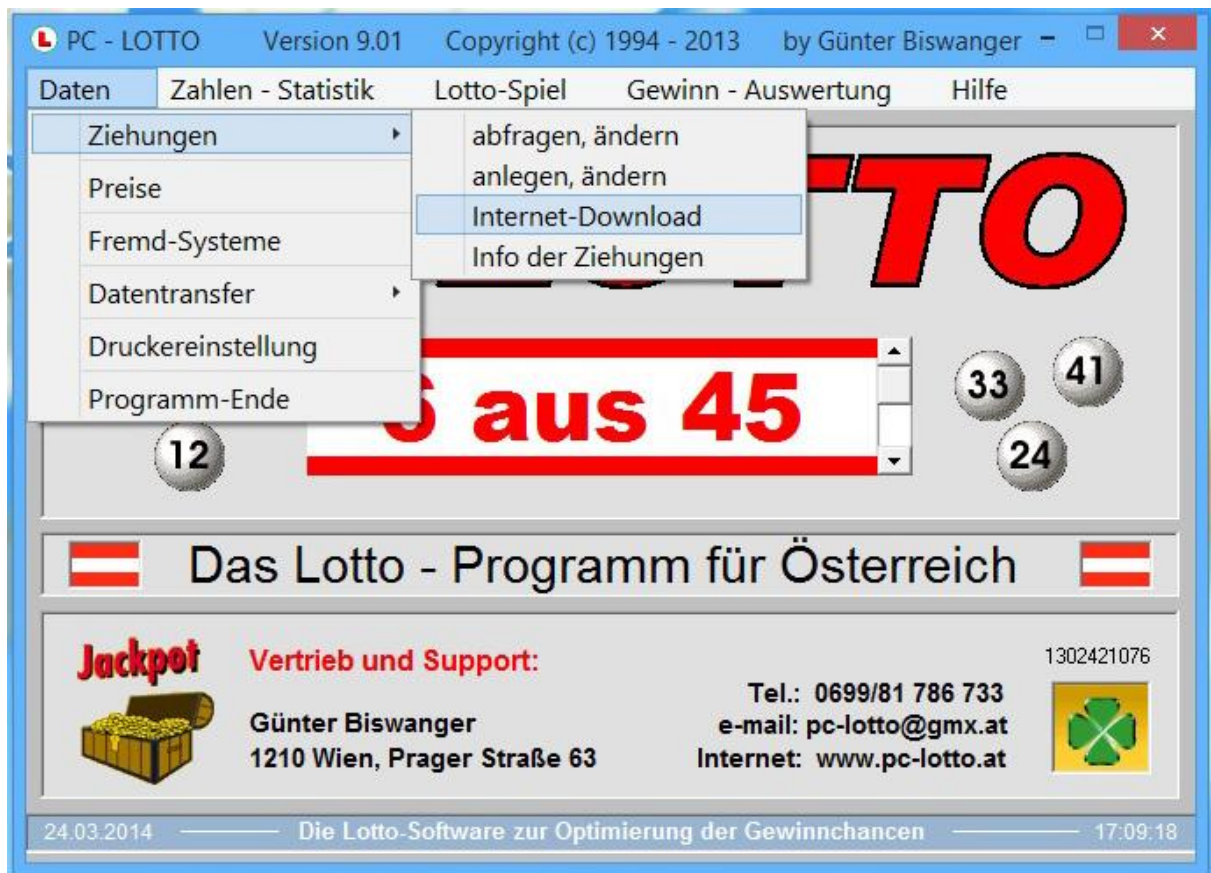 PC - LOTTO Version 9.01 Copyright (c) 1994 - 2013 by Günter Biswanger
Daten Zahlen - Statistik Lotto-Spiel Gewinn - Auswertung Hilfe
Ziehungen
Preise
Fremd-Systeme
Datentransfer
Druckereinstellung
Programm-Ende
abfragen, ändern
anlegen, ändern
Internet-Download
Info der Ziehungen
6 aus 45
12
33
41
24
Das Lotto - Programm für Österreich
Jackpot
Vertrieb und Support:
Günter Biswanger
1210 Wien, Prager Straße 63
Tel.: 0699/81 786 733
e-mail: pc-lotto@gmx.at
Internet: www.pc-lotto.at
1302421076
24.03.2014 Die Lotto-Software zur Optimierung der Gewinnchancen 17:09:18